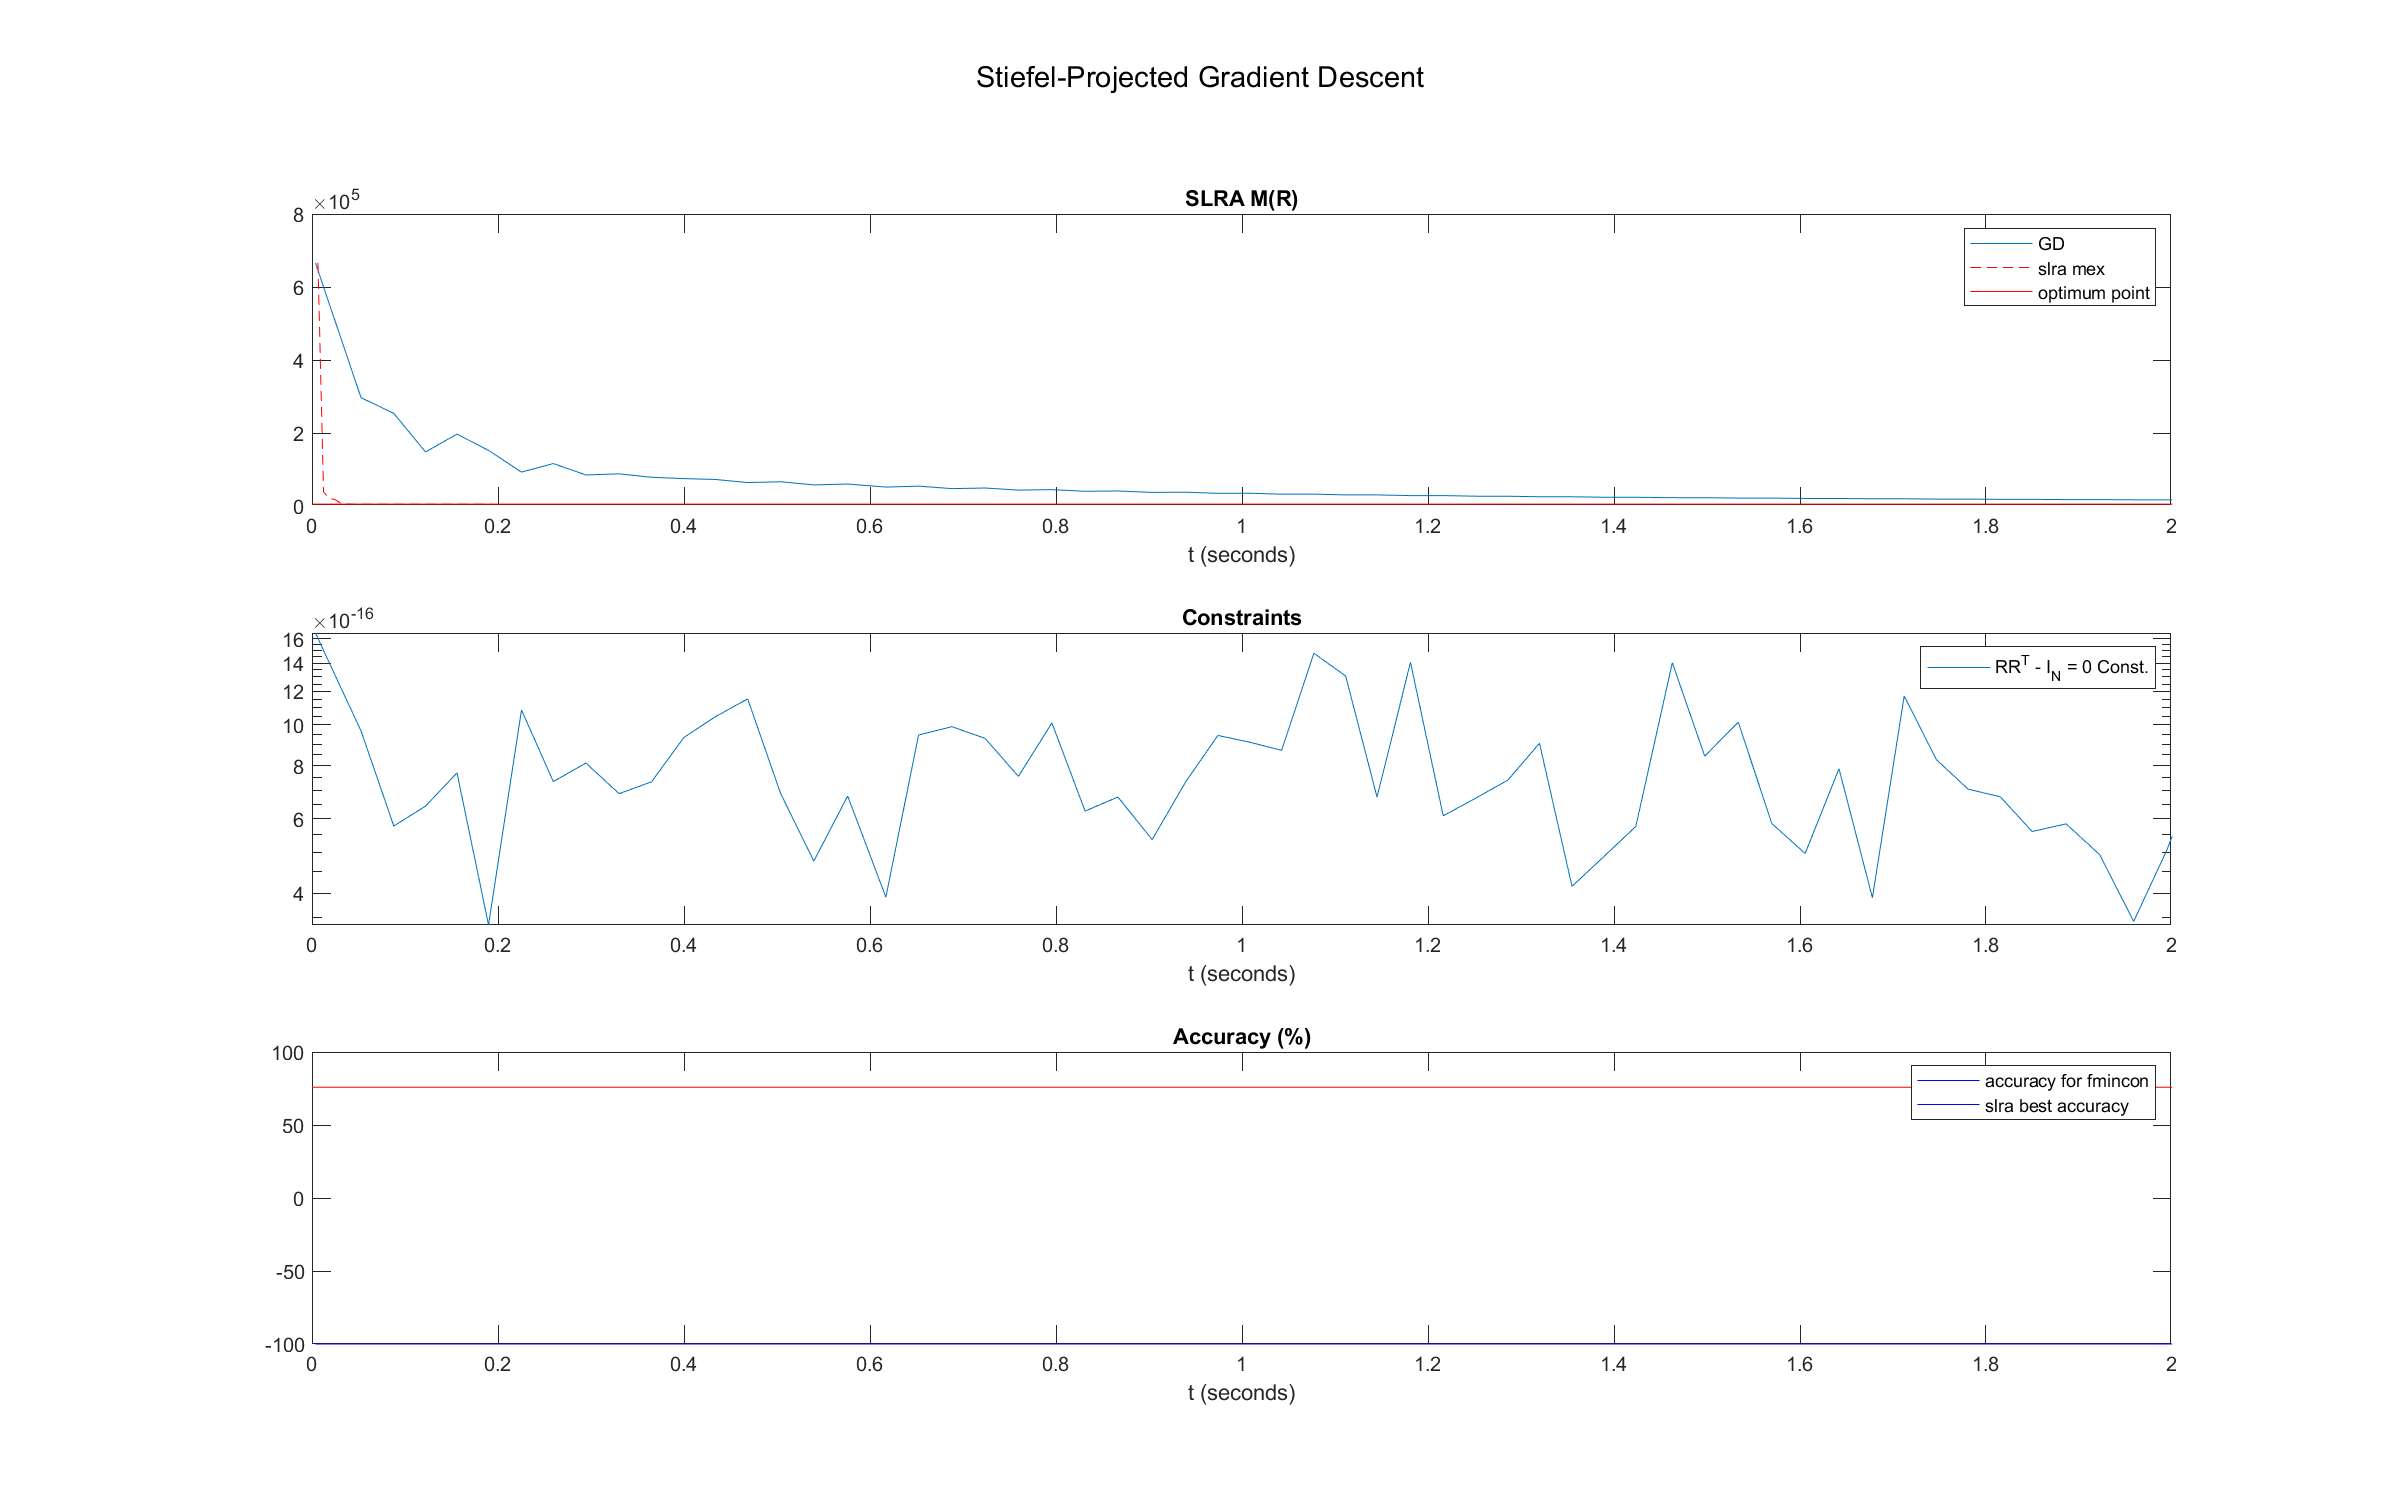 Stiefel-Projected Gradient Descent
SLRA M(R)
×10^5
8
6
4
2
0
0 0.2 0.4 0.6 0.8 1 1.2 1.4 1.6 1.8 2
t (seconds)
GD
slra mex
optimum point
Constraints
×10^-16
16
14
12
10
8
6
4
0 0.2 0.4 0.6 0.8 1 1.2 1.4 1.6 1.8 2
t (seconds)
RR^T - I_N = 0 Const.
Accuracy (%)
100
50
0
-50
-100
0 0.2 0.4 0.6 0.8 1 1.2 1.4 1.6 1.8 2
t (seconds)
accuracy for fmincon
slra best accuracy